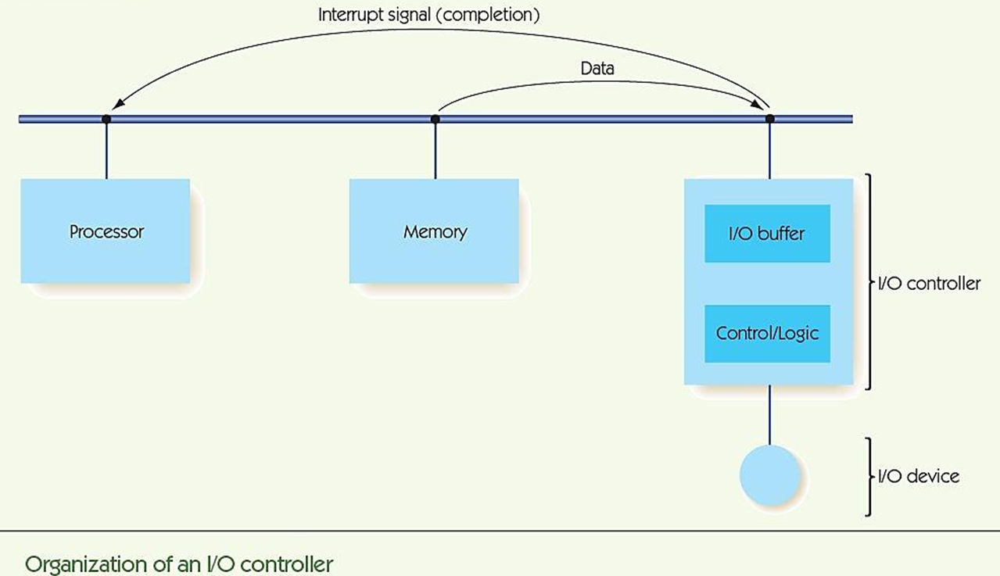 Interrupt signal (completion)
Data
Processor
Memory
I/O buffer
I/O controller
Control/Logic
I/O device
Organization of an I/O controller